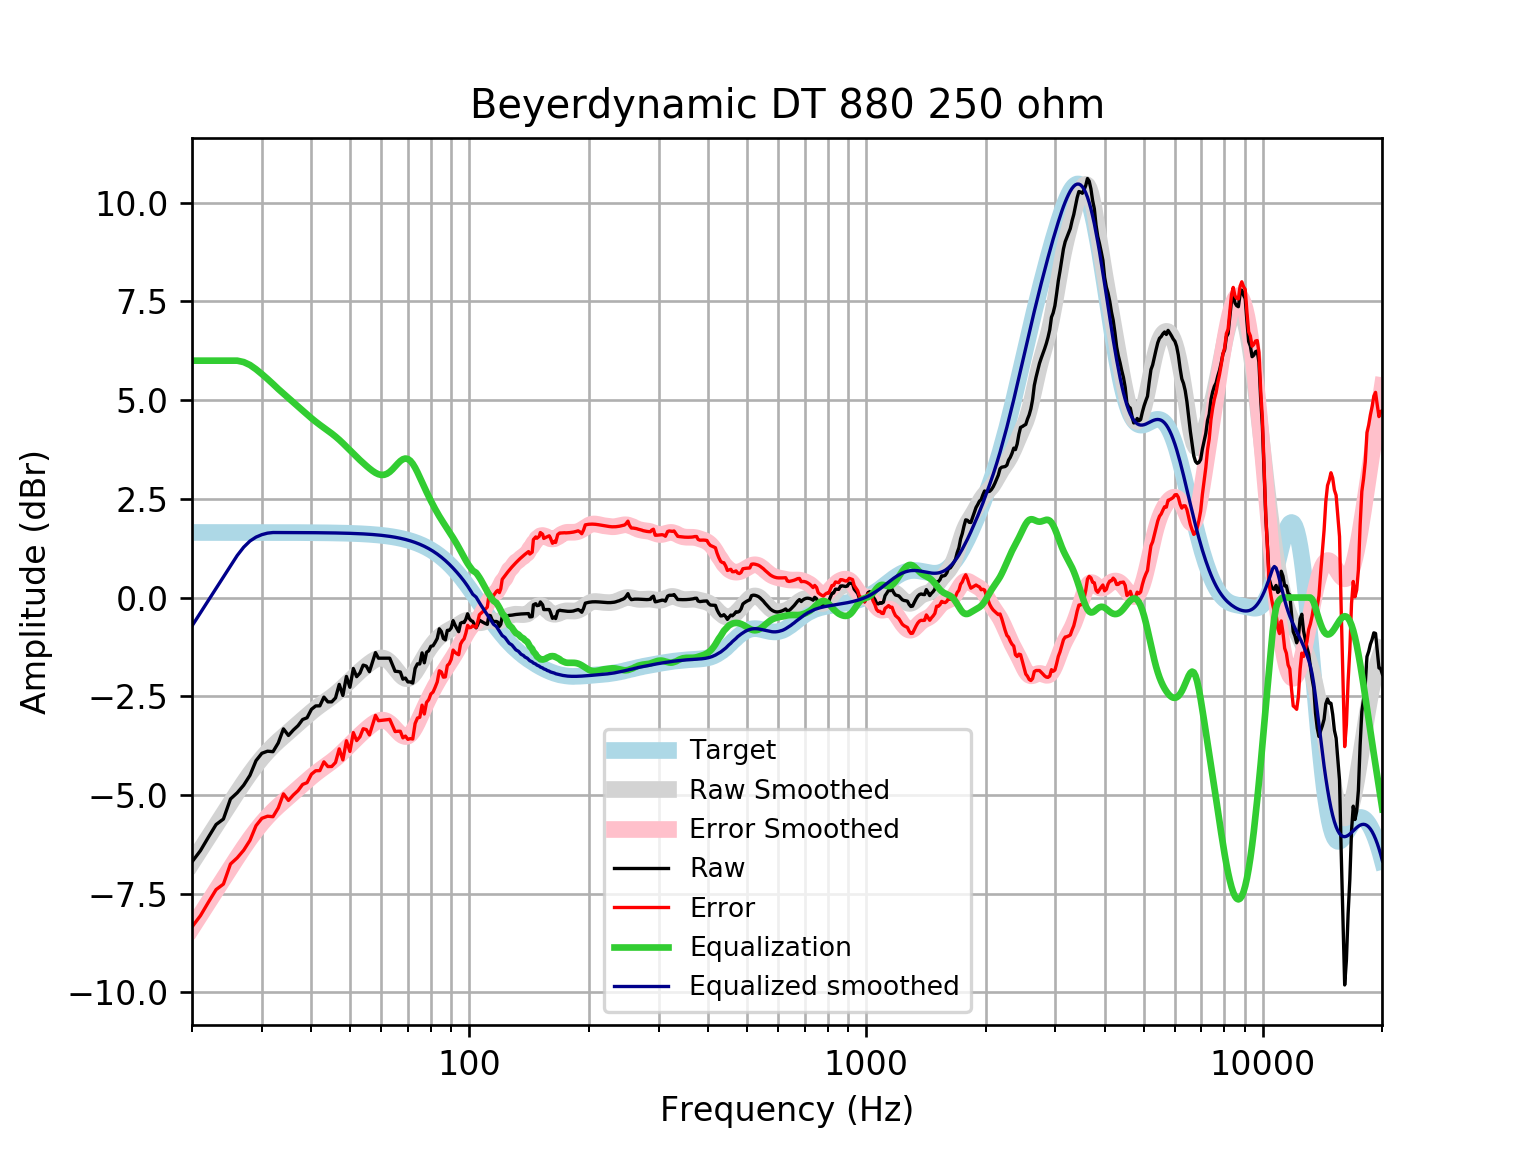 Beyerdynamic DT 880 250 ohm
10.0
7.5
5.0
2.5
0.0
−2.5
−5.0
−7.5
−10.0
Amplitude (dBr)
Target
Raw Smoothed
Error Smoothed
Raw
Error
Equalization
Equalized smoothed
100 1000 10000
Frequency (Hz)